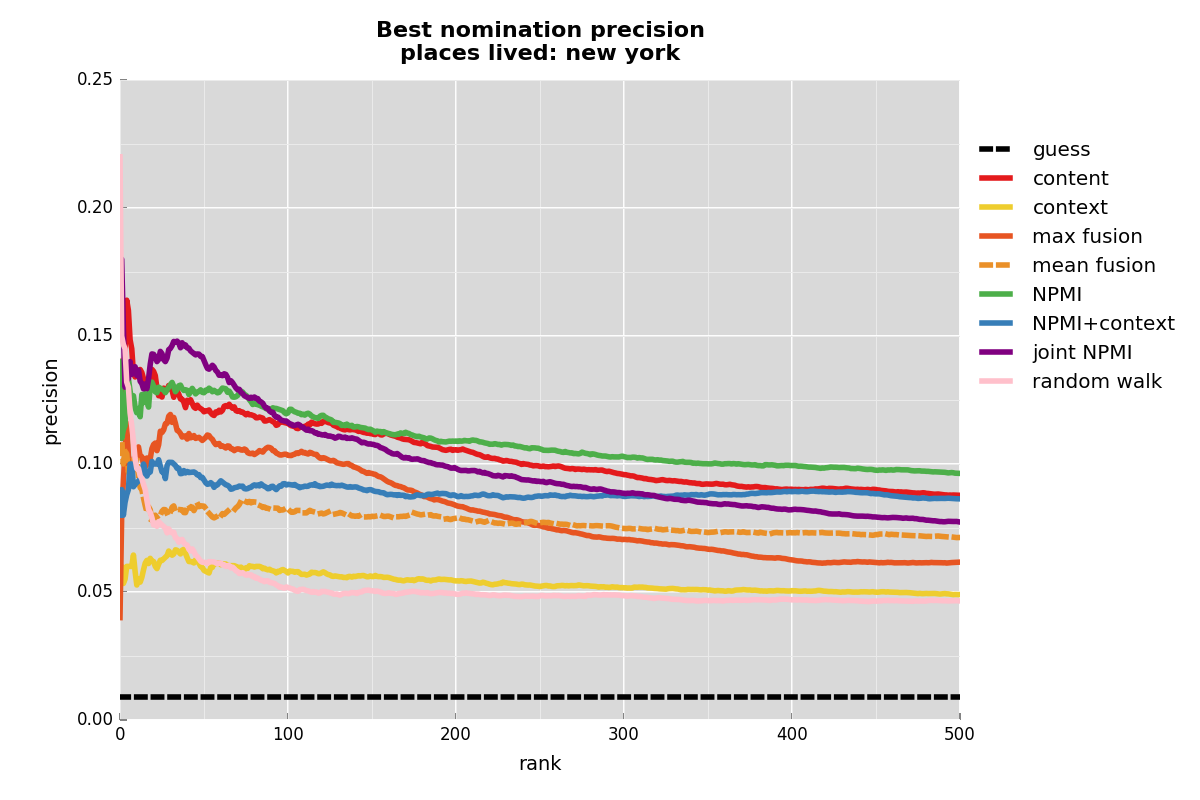 Best nomination precision
places lived: new york
precision
0.25
0.20
0.15
0.10
0.05
0.00
0
100
200
300
400
500
rank
guess
content
context
max fusion
mean fusion
NPMI
NPMI+context
joint NPMI
random walk